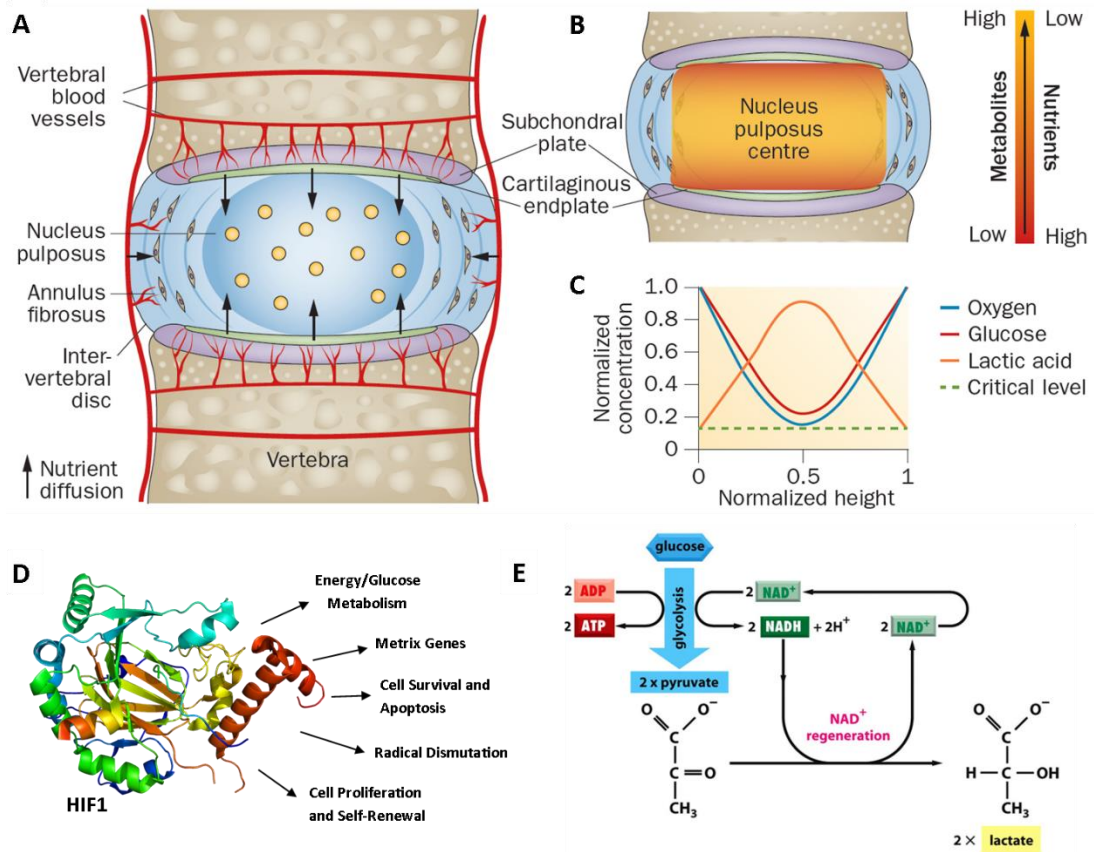 A
Vertebral
blood
vessels
Nucleus
pulposus
Annulus
fibrosus
Inter-
vertebral
disc
Nutrient
diffusion
Vertebra
Subchondral
plate
Cartilaginous
endplate
B
Nucleus
pulposus
centre
High
Low
Metabolites
Nutrients
Low
High
C
Normalized
concentration
1.0
0.8
0.6
0.4
0.2
0
0
0.5
1
Normalized height
Oxygen
Glucose
Lactic acid
Critical level
D
HIF1
Energy/Glucose
Metabolism
Metrix Genes
Cell Survival and
Apoptosis
Radical Dismutation
Cell Proliferation
and Self-Renewal
E
glucose
glycolysis
2 ADP
2 ATP
2 NAD⁺
2 NADH + 2H⁺
2 NAD⁺
2 x pyruvate
NAD⁺
regeneration
O O⁻
C
C=O
CH₃
O O⁻
C
H-C-OH
CH₃
2 × lactate